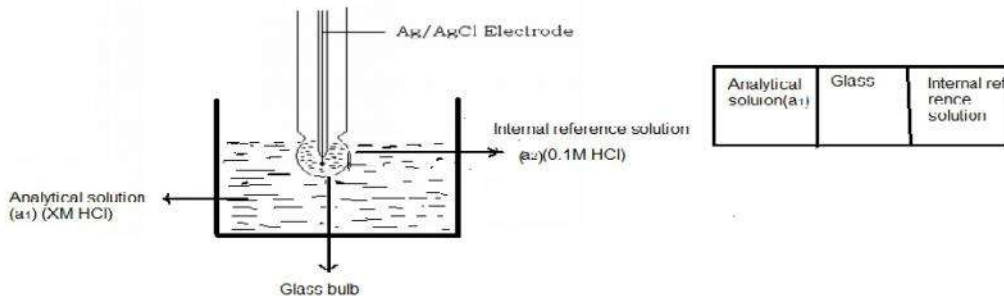 Ag/AgCl Electrode
Analytical
soluion(a1)
Glass
Internal refe
rence
solution
Internal reference solution
(a2)(0.1M HCl)
Analytical solution
(a1) (XM HCl)
Glass bulb